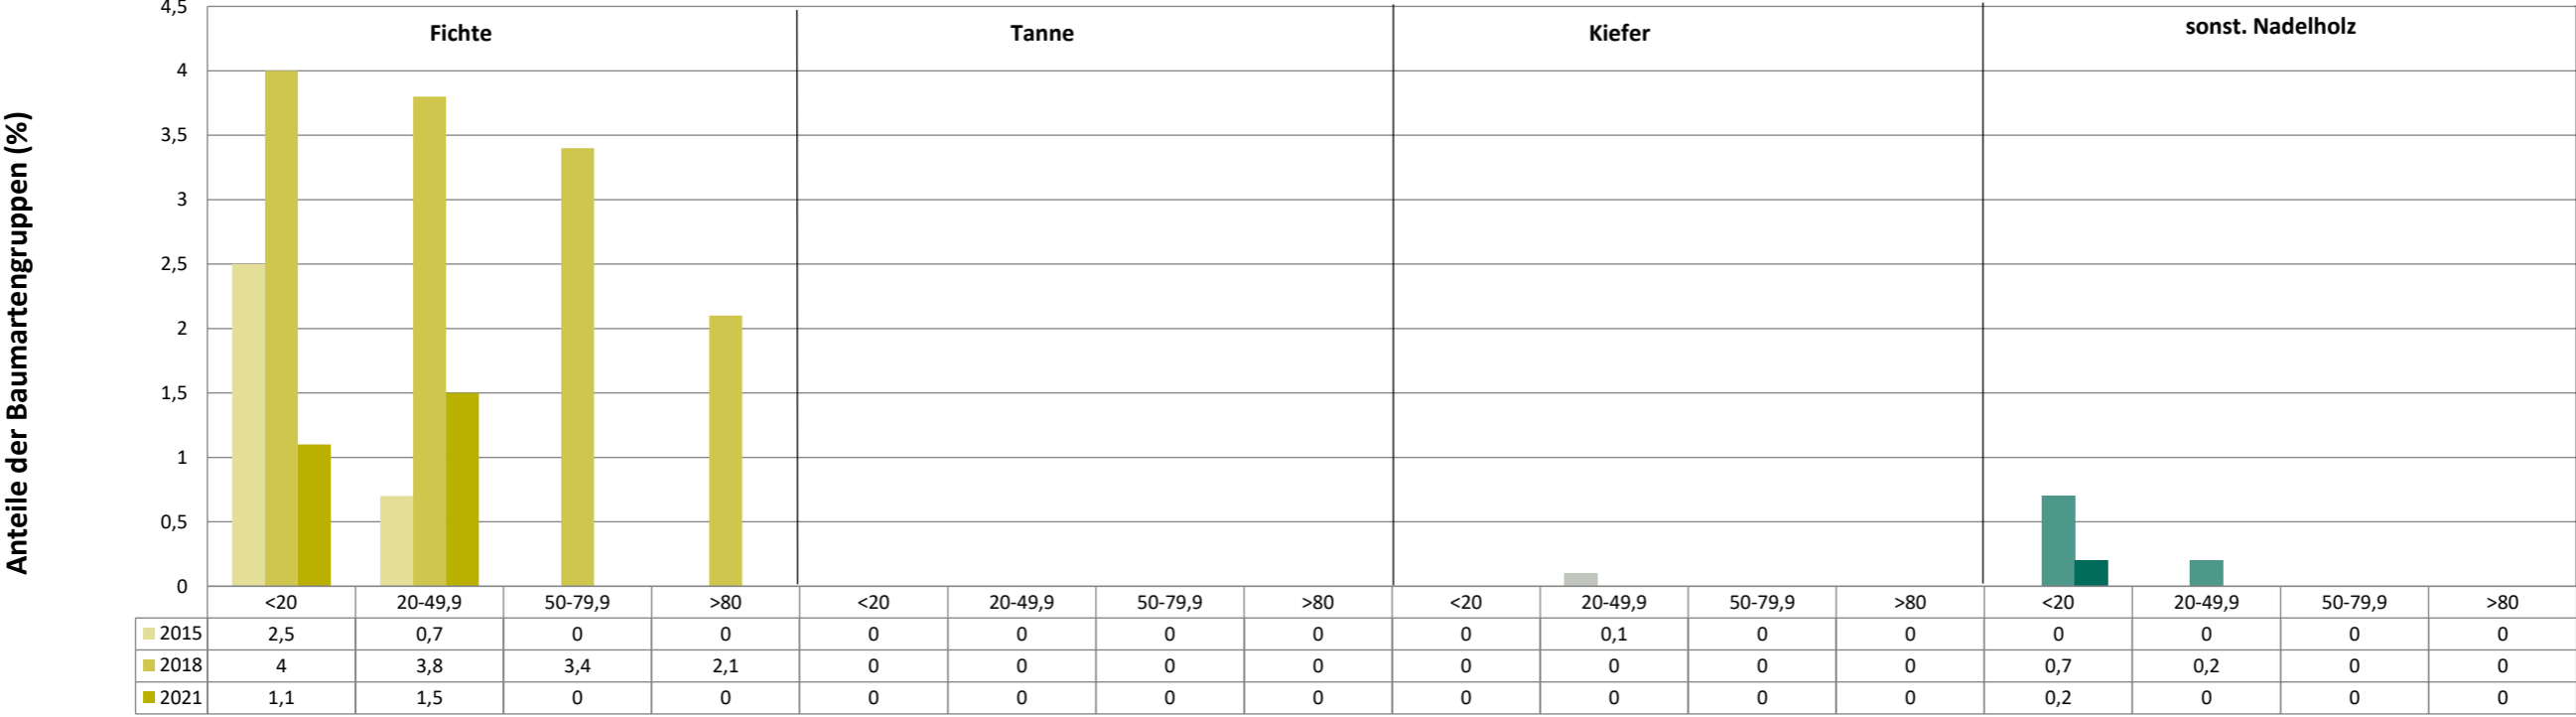 Anteile der Baumartengruppen (%)
4,5
4
3,5
3
2,5
2
1,5
1
0,5
0
Fichte Tanne Kiefer sonst. Nadelholz
<20 20-49,9 50-79,9 >80 <20 20-49,9 50-79,9 >80 <20 20-49,9 50-79,9 >80 <20 20-49,9 50-79,9 >80
2015 2,5 0,7 0 0 0 0 0 0 0 0,1 0 0 0 0 0 0
2018 4 3,8 3,4 2,1 0 0 0 0 0 0 0 0 0,7 0,2 0 0
2021 1,1 1,5 0 0 0 0 0 0 0 0 0 0 0,2 0 0 0